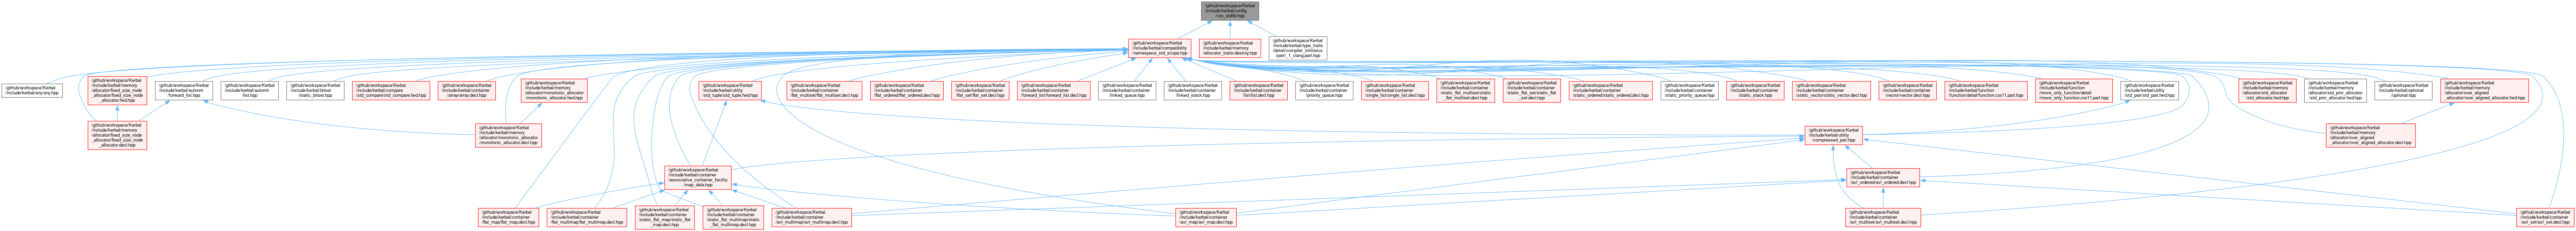 /github/workspace/Kerbal
/include/kerbal/config
/cxx_stdlib.hpp
/github/workspace/Kerbal
/include/kerbal/compatibility
/namespace_std_scope.hpp
/github/workspace/Kerbal
/include/kerbal/memory
/allocator_traits/destroy.hpp
/github/workspace/Kerbal
/include/kerbal/type_traits
/detail/compiler_intrinsics
/part/_1_clang.part.hpp
/github/workspace/Kerbal
/include/kerbal/any/any.hpp
/github/workspace/Kerbal
/include/kerbal/memory
/allocator/fixed_size_node
_allocator/fixed_size_node
_allocator.fwd.hpp
/github/workspace/Kerbal
/include/kerbal/autonm
/forward_list.hpp
/github/workspace/Kerbal
/include/kerbal/autonm
/list.hpp
/github/workspace/Kerbal
/include/kerbal/bitset
/static_bitset.hpp
/github/workspace/Kerbal
/include/kerbal/compare
/std_compare/std_compare.fwd.hpp
/github/workspace/Kerbal
/include/kerbal/container
/array/array.decl.hpp
/github/workspace/Kerbal
/include/kerbal/memory
/allocator/monotonic_allocator
/monotonic_allocator.fwd.hpp
/github/workspace/Kerbal
/include/kerbal/utility
/std_tuple/std_tuple.fwd.hpp
/github/workspace/Kerbal
/include/kerbal/container
/flat_multiset/flat_multiset.decl.hpp
/github/workspace/Kerbal
/include/kerbal/container
/flat_ordered/flat_ordered.decl.hpp
/github/workspace/Kerbal
/include/kerbal/container
/flat_set/flat_set.decl.hpp
/github/workspace/Kerbal
/include/kerbal/container
/forward_list/forward_list.decl.hpp
/github/workspace/Kerbal
/include/kerbal/container
/linked_queue.hpp
/github/workspace/Kerbal
/include/kerbal/container
/linked_stack.hpp
/github/workspace/Kerbal
/include/kerbal/container
/list/list.decl.hpp
/github/workspace/Kerbal
/include/kerbal/container
/priority_queue.hpp
/github/workspace/Kerbal
/include/kerbal/container
/single_list/single_list.decl.hpp
/github/workspace/Kerbal
/include/kerbal/container
/static_flat_multiset/static
_flat_multiset.decl.hpp
/github/workspace/Kerbal
/include/kerbal/container
/static_flat_set/static_flat
_set.decl.hpp
/github/workspace/Kerbal
/include/kerbal/container
/static_ordered/static_ordered.decl.hpp
/github/workspace/Kerbal
/include/kerbal/container
/static_priority_queue.hpp
/github/workspace/Kerbal
/include/kerbal/container
/static_stack.hpp
/github/workspace/Kerbal
/include/kerbal/container
/static_vector/static_vector.decl.hpp
/github/workspace/Kerbal
/include/kerbal/container
/vector/vector.decl.hpp
/github/workspace/Kerbal
/include/kerbal/function
/function/detail/function.cxx11.part.hpp
/github/workspace/Kerbal
/include/kerbal/function
/move_only_function/detail
/move_only_function.cxx11.part.hpp
/github/workspace/Kerbal
/include/kerbal/utility
/std_pair/std_pair.fwd.hpp
/github/workspace/Kerbal
/include/kerbal/memory
/allocator/std_allocator
/std_allocator.fwd.hpp
/github/workspace/Kerbal
/include/kerbal/memory
/allocator/std_pmr_allocator
/std_pmr_allocator.fwd.hpp
/github/workspace/Kerbal
/include/kerbal/optional
/optional.hpp
/github/workspace/Kerbal
/include/kerbal/memory
/allocator/over_aligned
_allocator/over_aligned_allocator.fwd.hpp
/github/workspace/Kerbal
/include/kerbal/memory
/allocator/fixed_size_node
_allocator/fixed_size_node
_allocator.decl.hpp
/github/workspace/Kerbal
/include/kerbal/memory
/allocator/monotonic_allocator
/monotonic_allocator.decl.hpp
/github/workspace/Kerbal
/include/kerbal/utility
/compressed_pair.hpp
/github/workspace/Kerbal
/include/kerbal/memory
/allocator/over_aligned
_allocator/over_aligned_allocator.decl.hpp
/github/workspace/Kerbal
/include/kerbal/container
/associative_container_facility
/map_data.hpp
/github/workspace/Kerbal
/include/kerbal/container
/avl_ordered/avl_ordered.decl.hpp
/github/workspace/Kerbal
/include/kerbal/container
/flat_map/flat_map.decl.hpp
/github/workspace/Kerbal
/include/kerbal/container
/flat_multimap/flat_multimap.decl.hpp
/github/workspace/Kerbal
/include/kerbal/container
/static_flat_map/static_flat
_map.decl.hpp
/github/workspace/Kerbal
/include/kerbal/container
/static_flat_multimap/static
_flat_multimap.decl.hpp
/github/workspace/Kerbal
/include/kerbal/container
/avl_multimap/avl_multimap.decl.hpp
/github/workspace/Kerbal
/include/kerbal/container
/avl_map/avl_map.decl.hpp
/github/workspace/Kerbal
/include/kerbal/container
/avl_multiset/avl_multiset.decl.hpp
/github/workspace/Kerbal
/include/kerbal/container
/avl_set/avl_set.decl.hpp